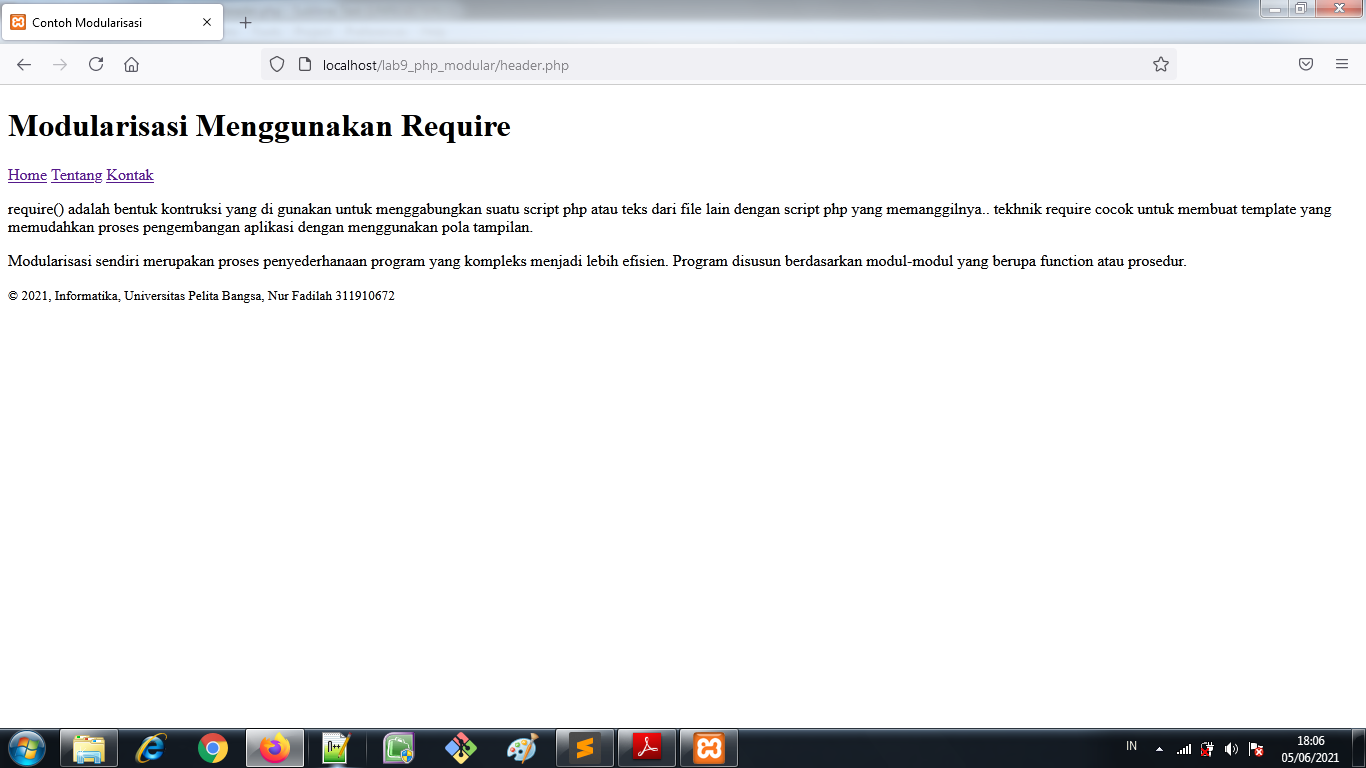 Contoh Modularisasi
localhost/lab9_php_modular/header.php
Modularisasi Menggunakan Require
Home Tentang Kontak
require() adalah bentuk kontruksi yang di gunakan untuk menggabungkan suatu script php atau teks dari file lain dengan script php yang memanggilnya.. tekhnik require cocok untuk membuat template yang
memudahkan proses pengembangan aplikasi dengan menggunakan pola tampilan.
Modularisasi sendiri merupakan proses penyederhanaan program yang kompleks menjadi lebih efisien. Program disusun berdasarkan modul-modul yang berupa function atau prosedur.
© 2021, Informatika, Universitas Pelita Bangsa, Nur Fadilah 311910672
IN
18:06
05/06/2021